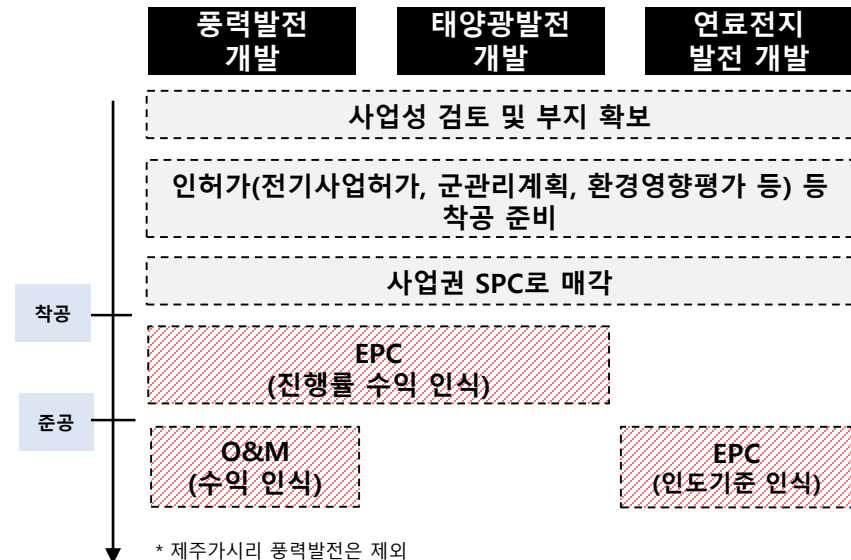 풍력발전
개발
태양광발전
개발
연료전지
발전 개발
사업성 검토 및 부지 확보
인허가(전기사업허가, 군관리계획, 환경영향평가 등) 등
착공 준비
사업권 SPC로 매각
착공
EPC
(진행률 수익 인식)
준공
O&M
(수익 인식)
EPC
(인도기준 인식)
* 제주가시리 풍력발전은 제외